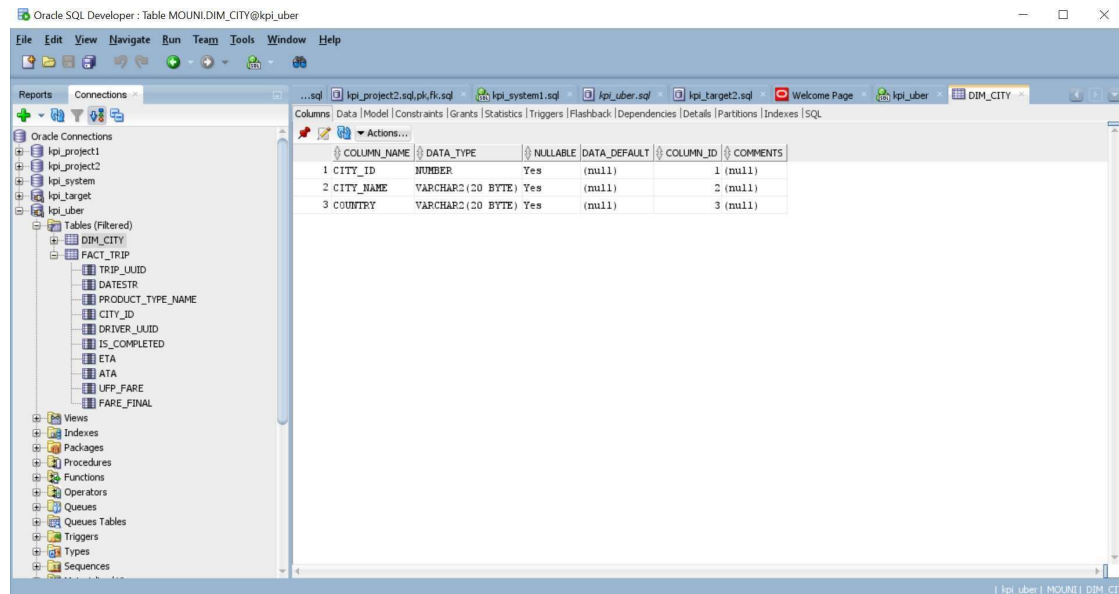 Oracle SQL Developer : Table MOUNI.DIM_CITY@kpi_uber
File Edit View Navigate Run Team Tools Window Help
Reports Connections
...sql kpi_project2.sql,pk,fk.sql kpi_system1.sql kpi_uber.sql kpi_target2.sql Welcome Page kpi_uber DIM_CITY
Columns Data Model Constraints Grants Statistics Triggers Flashback Dependencies Details Partitions Indexes SQL
Actions...
COLUMN_NAME DATA_TYPE NULLABLE DATA_DEFAULT COLUMN_ID COMMENTS
1 CITY_ID NUMBER Yes (null) 1 (null)
2 CITY_NAME VARCHAR2(20 BYTE) Yes (null) 2 (null)
3 COUNTRY VARCHAR2(20 BYTE) Yes (null) 3 (null)
Oracle Connections
kpi_project1
kpi_project2
kpi_system
kpi_target
kpi_uber
Tables (Filtered)
DIM_CITY
FACT_TRIP
TRIP_UUID
DATESTR
PRODUCT_TYPE_NAME
CITY_ID
DRIVER_UUID
IS_COMPLETED
ETA
ATA
UFP_FARE
FARE_FINAL
Views
Indexes
Packages
Procedures
Functions
Operators
Queues
Queues Tables
Triggers
Types
Sequences
| kpi_uber | MOUNI | DIM_CI